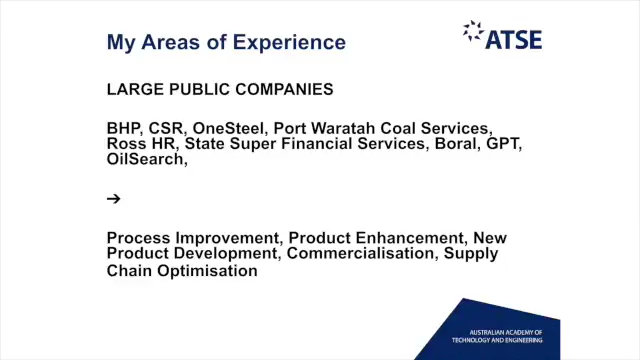 My Areas of Experience
ATSE
LARGE PUBLIC COMPANIES
BHP, CSR, OneSteel, Port Waratah Coal Services,
Ross HR, State Super Financial Services, Boral, GPT,
OilSearch,
➔
Process Improvement, Product Enhancement, New
Product Development, Commercialisation, Supply
Chain Optimisation
AUSTRALIAN ACADEMY OF
TECHNOLOGY AND ENGINEERING